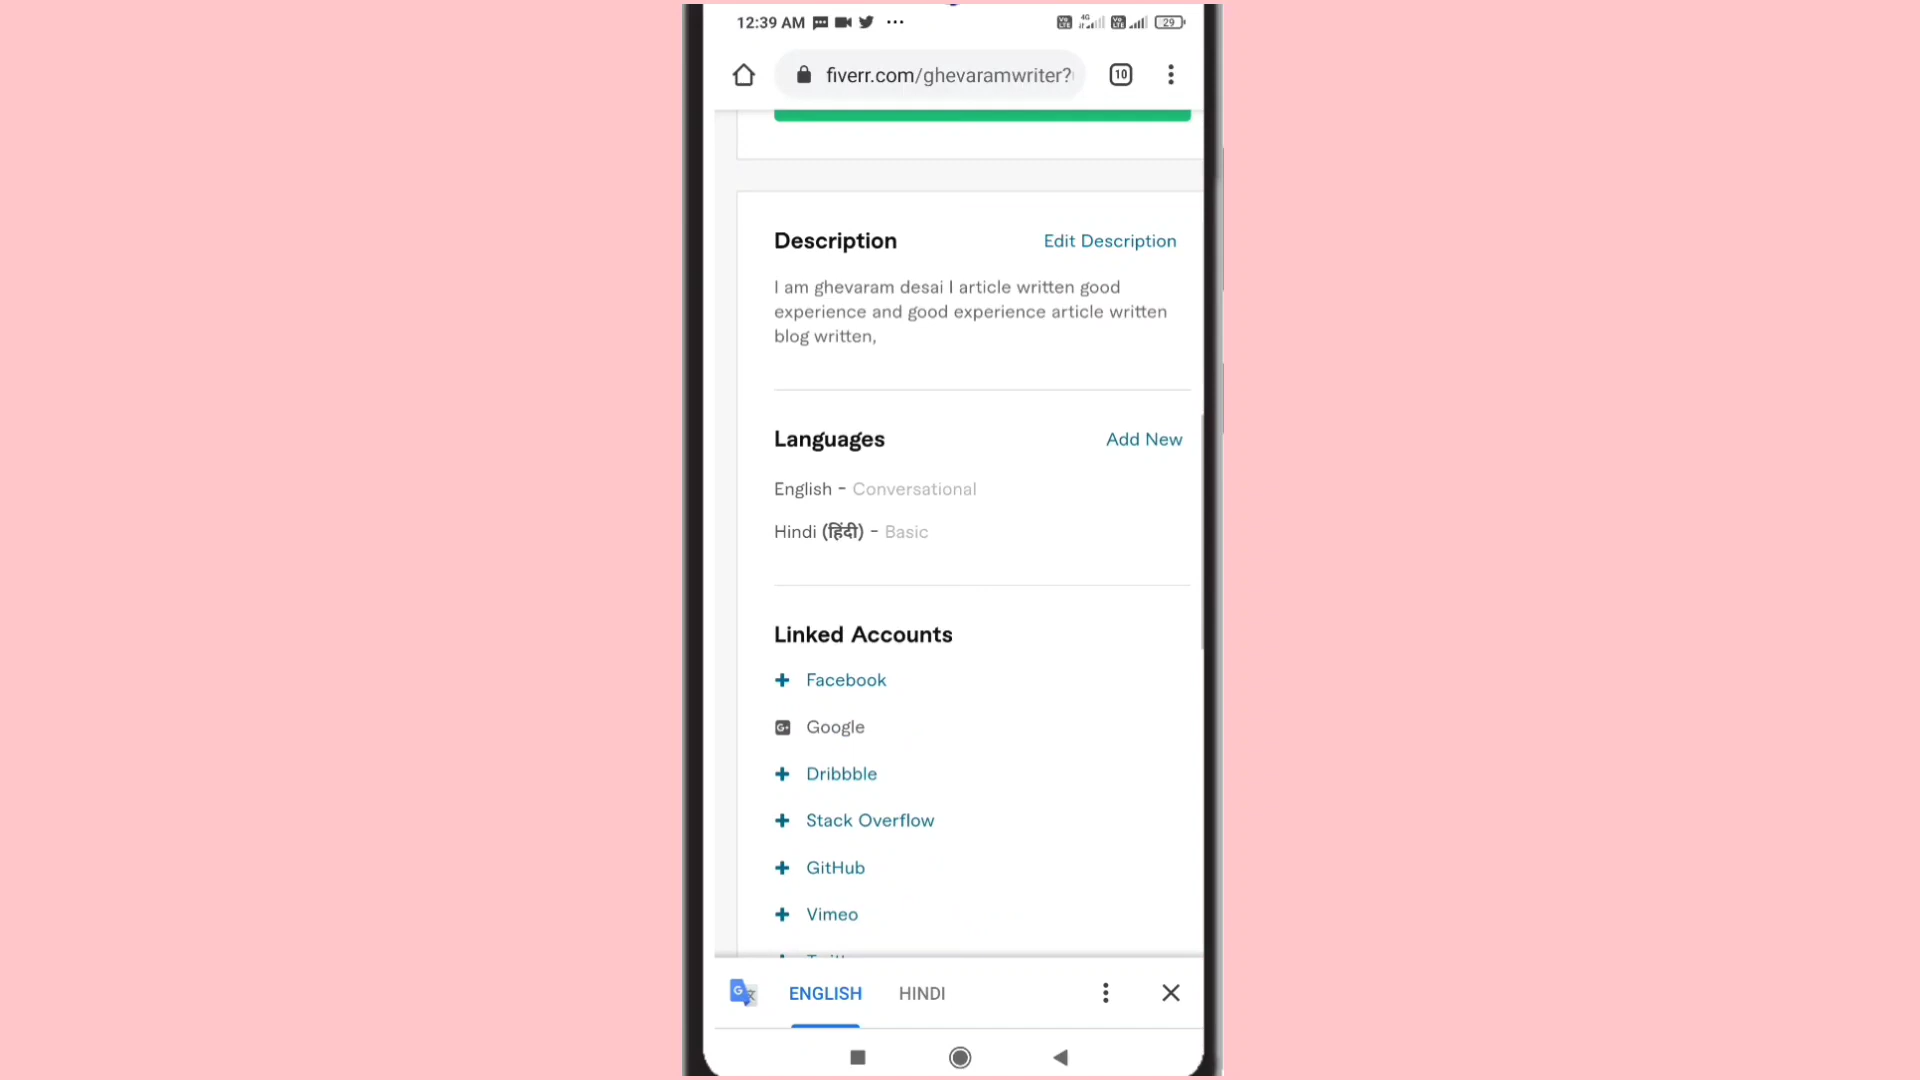 12:39 AM
29
fiverr.com/ghevaramwriter?
10
Description
Edit Description
I am ghevaram desai I article written good
experience and good experience article written
blog written,
Languages
Add New
English - Conversational
Hindi (हिंदी) - Basic
Linked Accounts
Facebook
Google
Dribbble
Stack Overflow
GitHub
Vimeo
ENGLISH
HINDI